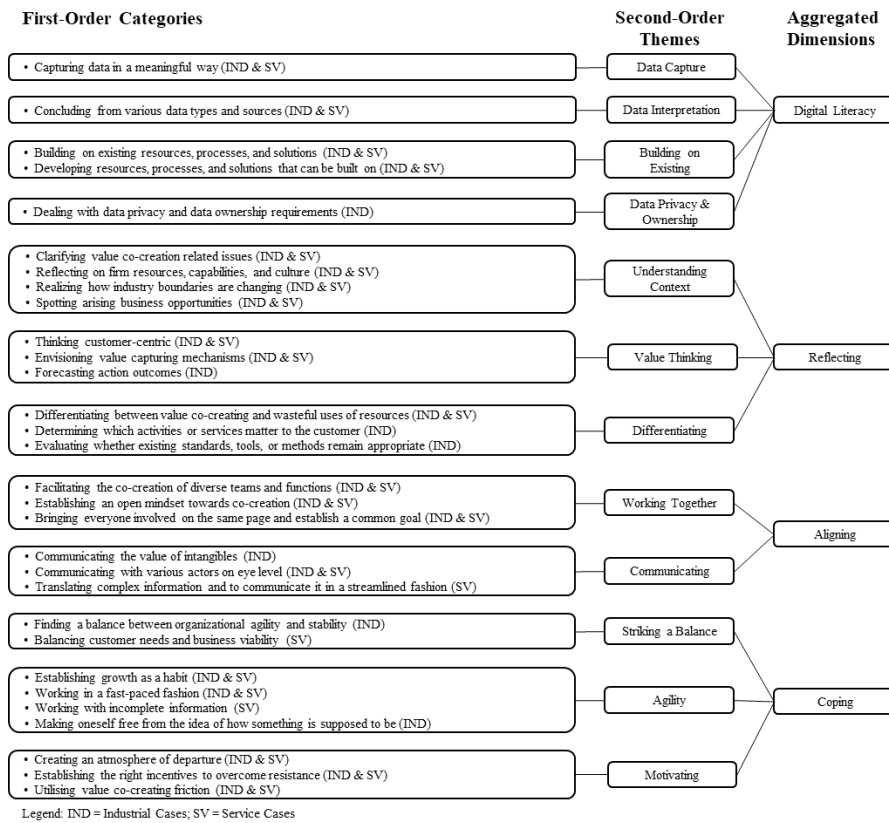 First-Order Categories
Second-Order
Themes
Aggregated
Dimensions
• Capturing data in a meaningful way (IND & SV)
Data Capture
• Concluding from various data types and sources (IND & SV)
Data Interpretation
Digital Literacy
• Building on existing resources, processes, and solutions (IND & SV)
• Developing resources, processes, and solutions that can be built on (IND & SV)
Building on
Existing
• Dealing with data privacy and data ownership requirements (IND)
Data Privacy &
Ownership
• Clarifying value co-creation related issues (IND & SV)
• Reflecting on firm resources, capabilities, and culture (IND & SV)
• Realizing how industry boundaries are changing (IND & SV)
• Spotting arising business opportunities (IND & SV)
Understanding
Context
• Thinking customer-centric (IND & SV)
• Envisioning value capturing mechanisms (IND & SV)
• Forecasting action outcomes (IND)
Value Thinking
Reflecting
• Differentiating between value co-creating and wasteful uses of resources (IND & SV)
• Determining which activities or services matter to the customer (IND)
• Evaluating whether existing standards, tools, or methods remain appropriate (IND)
Differentiating
• Facilitating the co-creation of diverse teams and functions (IND & SV)
• Establishing an open mindset towards co-creation (IND & SV)
• Bringing everyone involved on the same page and establish a common goal (IND & SV)
Working Together
Aligning
• Communicating the value of intangibles (IND)
• Communicating with various actors on eye level (IND & SV)
• Translating complex information and to communicate it in a streamlined fashion (SV)
Communicating
• Finding a balance between organizational agility and stability (IND)
• Balancing customer needs and business viability (SV)
Striking a Balance
• Establishing growth as a habit (IND & SV)
• Working in a fast-paced fashion (IND & SV)
• Working with incomplete information (SV)
• Making oneself free from the idea of how something is supposed to be (IND)
Agility
Coping
• Creating an atmosphere of departure (IND & SV)
• Establishing the right incentives to overcome resistance (IND & SV)
• Utilising value co-creating friction (IND & SV)
Motivating
Legend: IND = Industrial Cases; SV = Service Cases